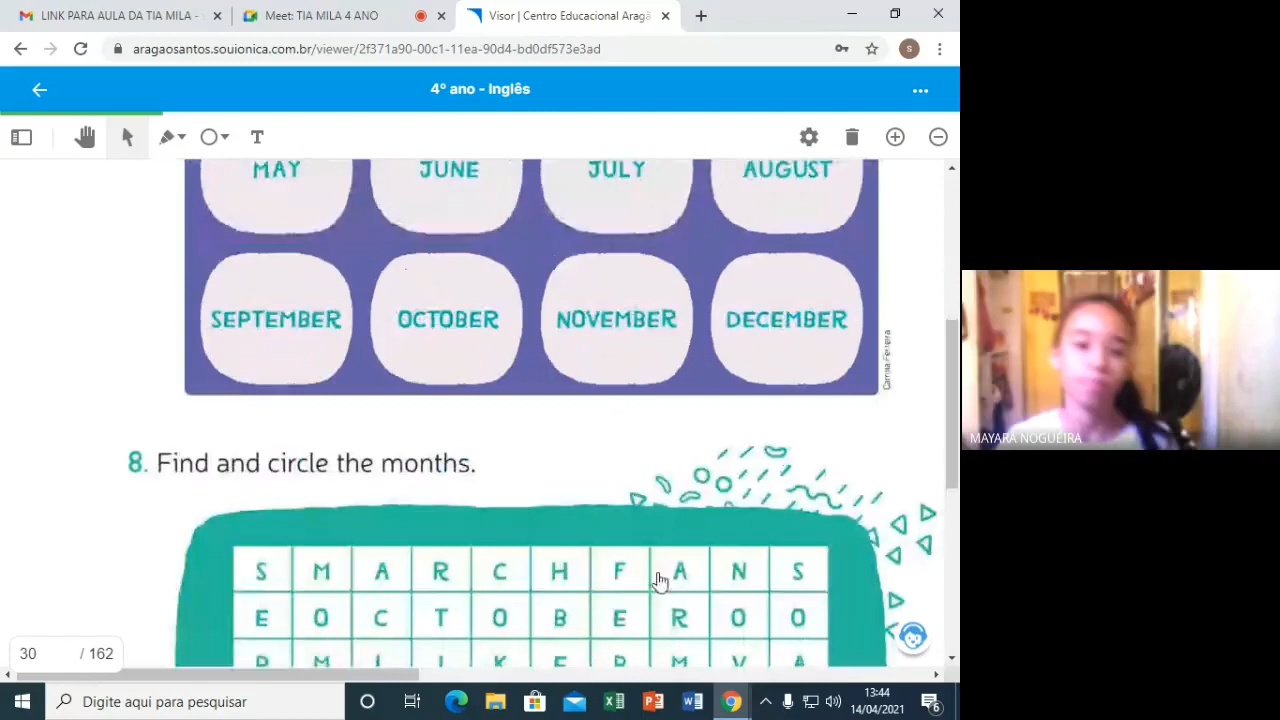 LINK PARA AULA DA TIA MILA -
Meet: TIA MILA 4 ANO
Visor | Centro Educacional Aragã
aragaosantos.souionica.com.br/viewer/2f371a90-00c1-11ea-90d4-bd0df573e3ad
s
4º ano - Inglês
T
MAY JUNE JULY AUGUST
SEPTEMBER OCTOBER NOVEMBER DECEMBER
8. Find and circle the months.
S M A R C H F A N S
E O C T O B E R O O
30 / 162
MAYARA NOGUEIRA
Digite aqui para pesquisar
13:44
14/04/2021
6